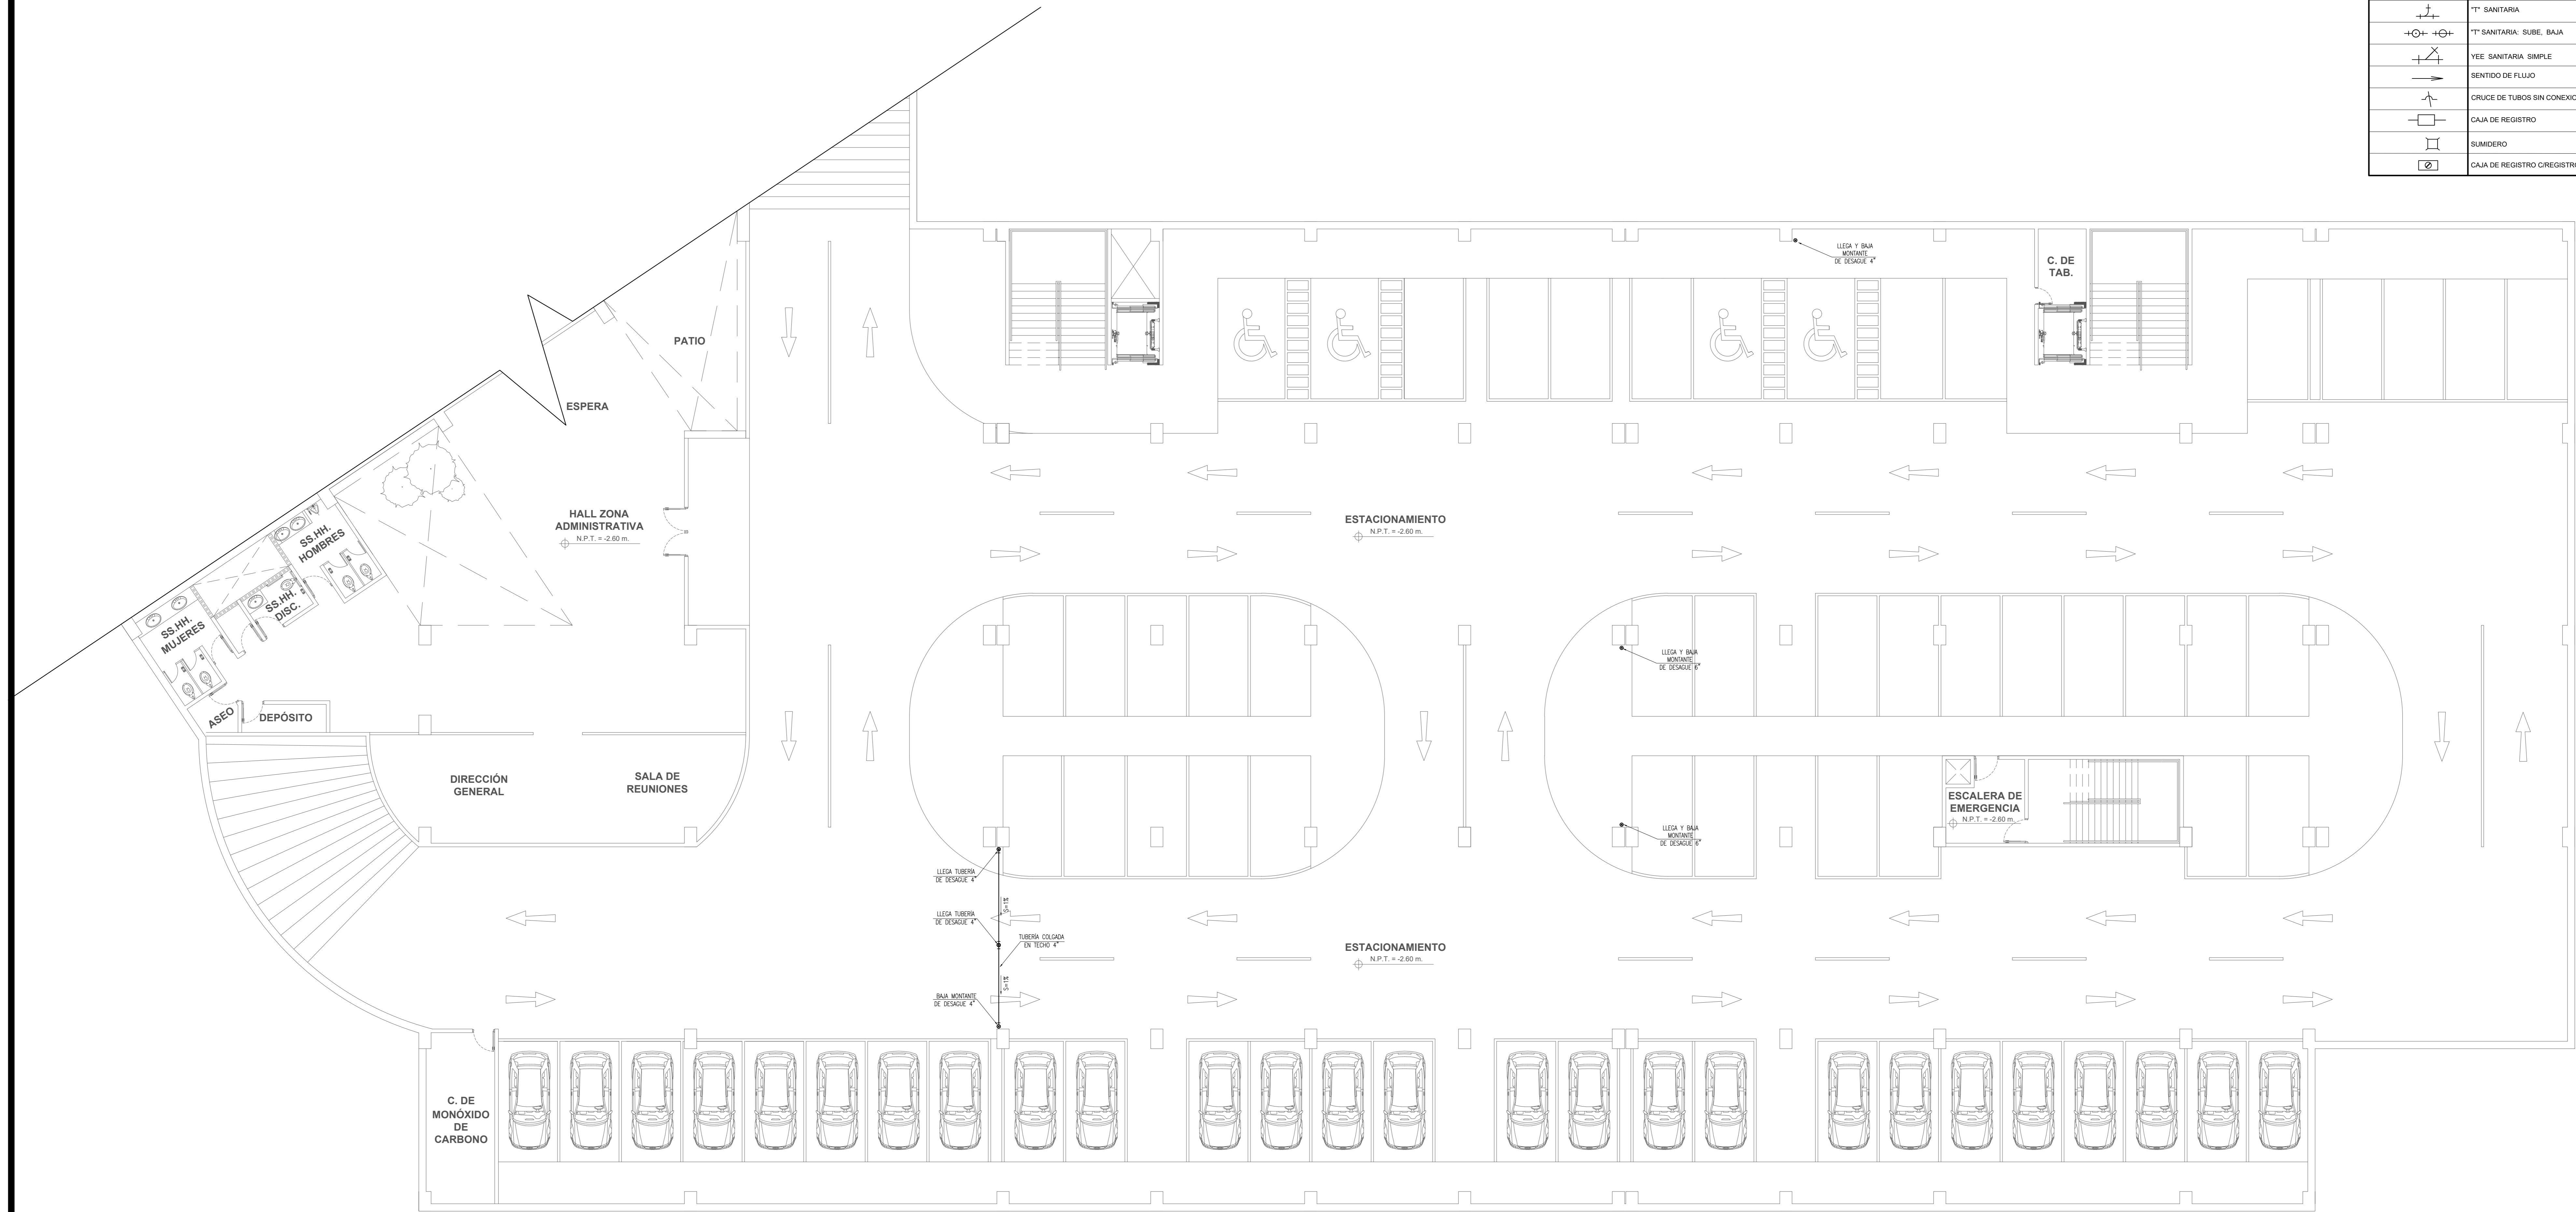 "T" SANITARIA
"T" SANITARIA: SUBE, BAJA
YEE SANITARIA SIMPLE
SENTIDO DE FLUJO
CRUCE DE TUBOS SIN CONEXIO
CAJA DE REGISTRO
SUMIDERO
CAJA DE REGISTRO C/REGISTRO
LLEGA Y BAJA
MONTANTE
DE DESAGUE 4"
C. DE
TAB.
PATIO
ESPERA
HALL ZONA
ADMINISTRATIVA
N.P.T. = -2.60 m.
ESTACIONAMIENTO
N.P.T. = -2.60 m.
SS.HH.
HOMBRES
SS.HH.
DISC.
SS.HH.
MUJERES
LLEGA Y BAJA
MONTANTE
DE DESAGUE 6"
ASEO
DEPÓSITO
DIRECCIÓN
GENERAL
SALA DE
REUNIONES
ESCALERA DE
EMERGENCIA
N.P.T. = -2.60 m.
LLEGA Y BAJA
MONTANTE
DE DESAGUE 6"
LLEGA TUBERÍA
DE DESAGUE 4"
S=1%
LLEGA TUBERÍA
DE DESAGUE 4"
TUBERÍA COLGADA
EN TECHO 4"
ESTACIONAMIENTO
N.P.T. = -2.60 m.
S=1%
BAJA MONTANTE
DE DESAGUE 4"
C. DE
MONÓXIDO
DE
CARBONO